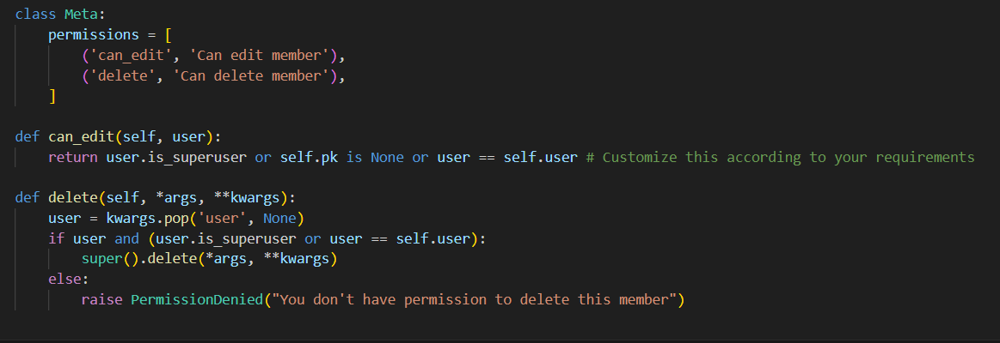 class Meta:
    permissions = [
        ('can_edit', 'Can edit member'),
        ('delete', 'Can delete member'),
    ]
def can_edit(self, user):
    return user.is_superuser or self.pk is None or user == self.user # Customize this according to your requirements
def delete(self, *args, **kwargs):
    user = kwargs.pop('user', None)
    if user and (user.is_superuser or user == self.user):
        super().delete(*args, **kwargs)
    else:
        raise PermissionDenied("You don't have permission to delete this member")